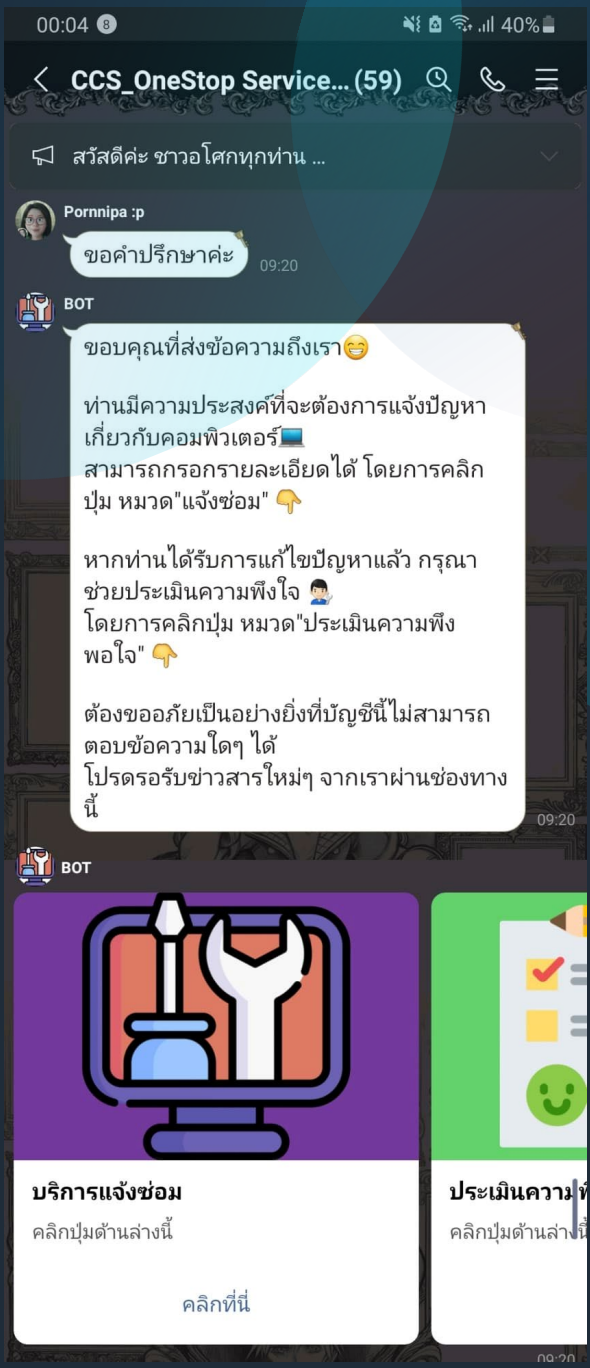 00:04 8 40%
CCS_OneStop Service... (59)
สวัสดีค่ะ ชาวอโศกทุกท่าน ...
Pornnipa :p
ขอคำปรึกษาค่ะ
09:20
BOT
ขอบคุณที่ส่งข้อความถึงเรา😁
ท่านมีความประสงค์ที่จะต้องการแจ้งปัญหา
เกี่ยวกับคอมพิวเตอร์💻
สามารถกรอกรายละเอียดได้ โดยการคลิก
ปุ่ม หมวด"แจ้งซ่อม" 👇
หากท่านได้รับการแก้ไขปัญหาแล้ว กรุณา
ช่วยประเมินความพึงใจ 💁🏻‍♂️
โดยการคลิกปุ่ม หมวด"ประเมินความพึง
พอใจ" 👇
ต้องขออภัยเป็นอย่างยิ่งที่บัญชีนี้ไม่สามารถ
ตอบข้อความใดๆ ได้
โปรดรอรับข่าวสารใหม่ๆ จากเราผ่านช่องทาง
นี้
09:20
BOT
บริการแจ้งซ่อม
คลิกปุ่มด้านล่างนี้
คลิกที่นี่
ประเมินความ
คลิกปุ่มด้านล่างนี้
09:20